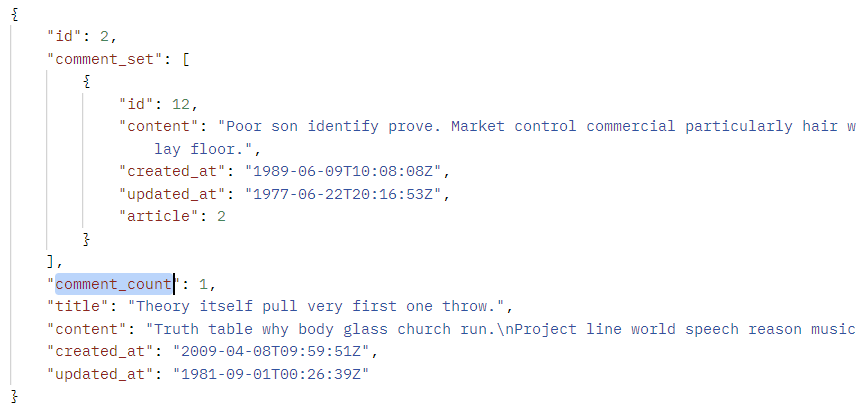 {
"id": 2,
"comment_set": [
{
"id": 12,
"content": "Poor son identify prove. Market control commercial particularly hair w
lay floor.",
"created_at": "1989-06-09T10:08:08Z",
"updated_at": "1977-06-22T20:16:53Z",
"article": 2
}
],
"comment_count": 1,
"title": "Theory itself pull very first one throw.",
"content": "Truth table why body glass church run.\nProject line world speech reason music
"created_at": "2009-04-08T09:59:51Z",
"updated_at": "1981-09-01T00:26:39Z"
}